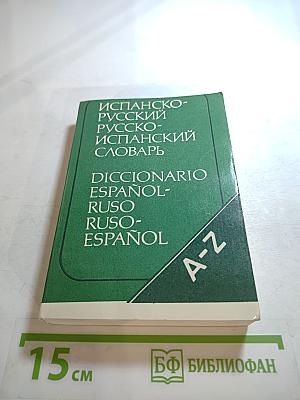 ИСПАНСКО-
РУССКИЙ
РУССКО-
ИСПАНСКИЙ
СЛОВАРЬ
DICCIONARIO
ESPAÑOL-
RUSO
RUSO-
ESPAÑOL
A-Z
15 см
БФ БИБЛИОФАН